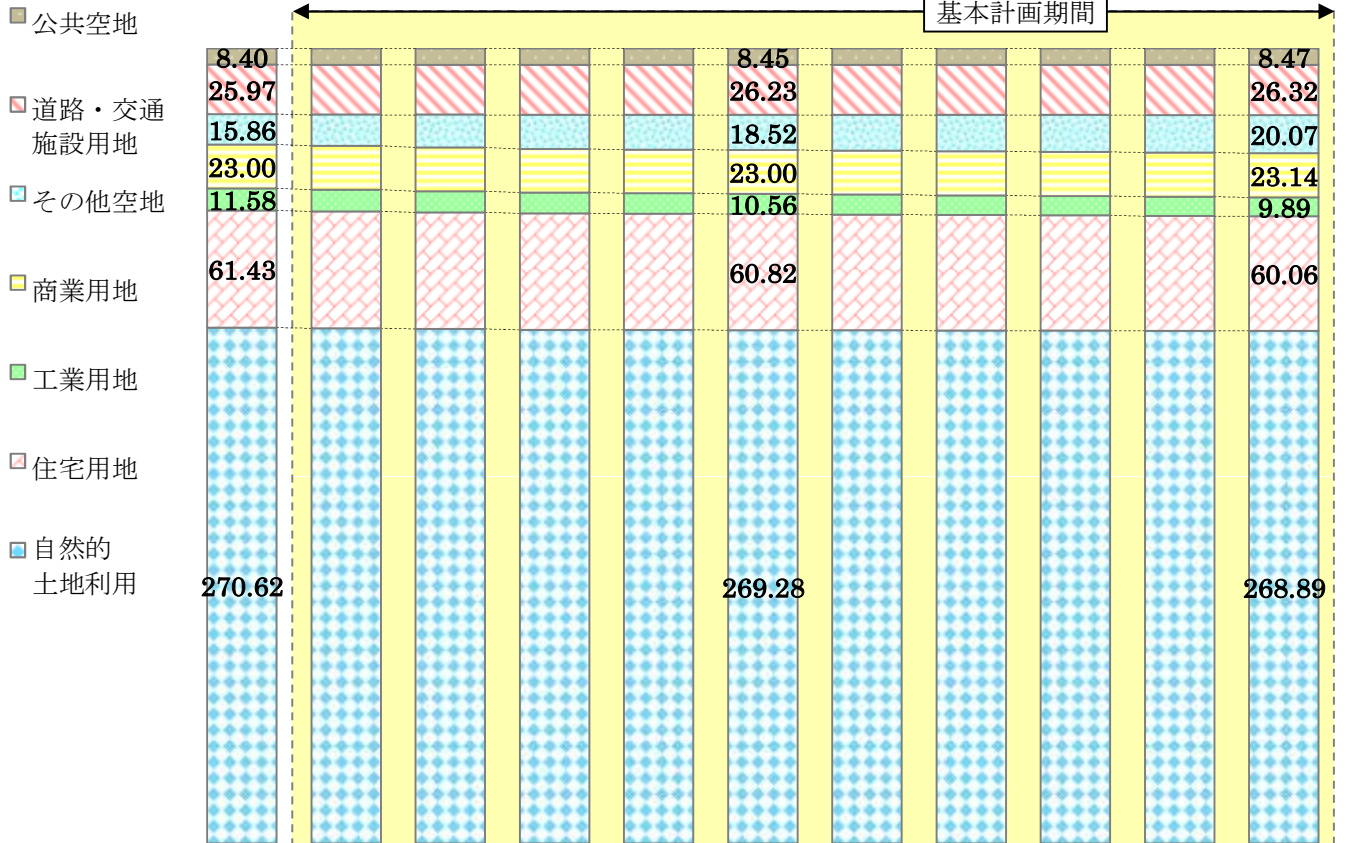 基本計画期間
公共空地
道路・交通
施設用地
その他空地
商業用地
工業用地
住宅用地
自然的
土地利用
8.40
25.97
15.86
23.00
11.58
61.43
270.62
8.45
26.23
18.52
23.00
10.56
60.82
269.28
8.47
26.32
20.07
23.14
9.89
60.06
268.89